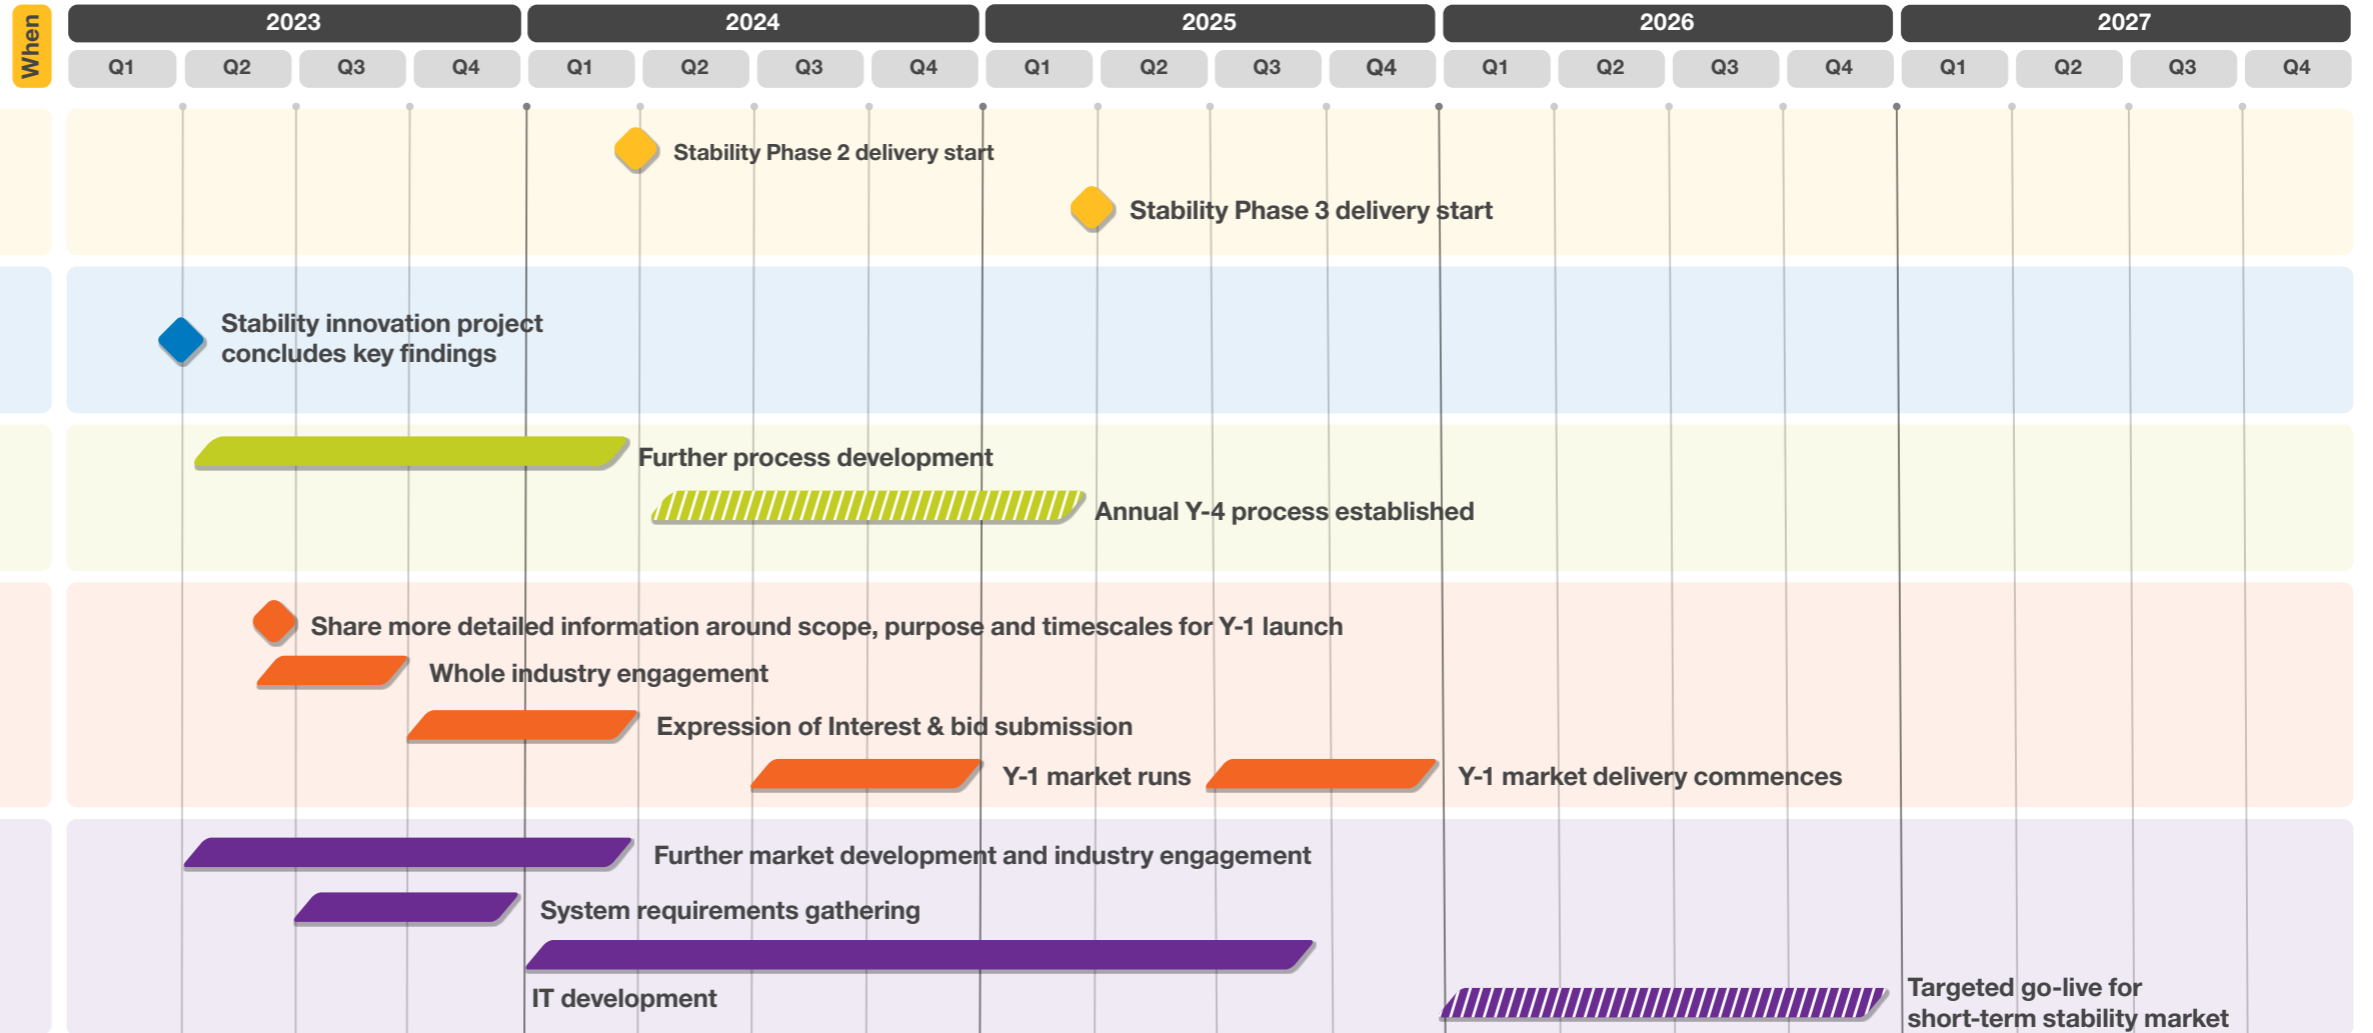 When
2023
2024
2025
2026
2027
Q1
Q2
Q3
Q4
Q1
Q2
Q3
Q4
Q1
Q2
Q3
Q4
Q1
Q2
Q3
Q4
Q1
Q2
Q3
Q4
Stability Phase 2 delivery start
Stability Phase 3 delivery start
Stability innovation project
concludes key findings
Further process development
Annual Y-4 process established
Share more detailed information around scope, purpose and timescales for Y-1 launch
Whole industry engagement
Expression of Interest & bid submission
Y-1 market runs
Y-1 market delivery commences
Further market development and industry engagement
System requirements gathering
IT development
Targeted go-live for
short-term stability market